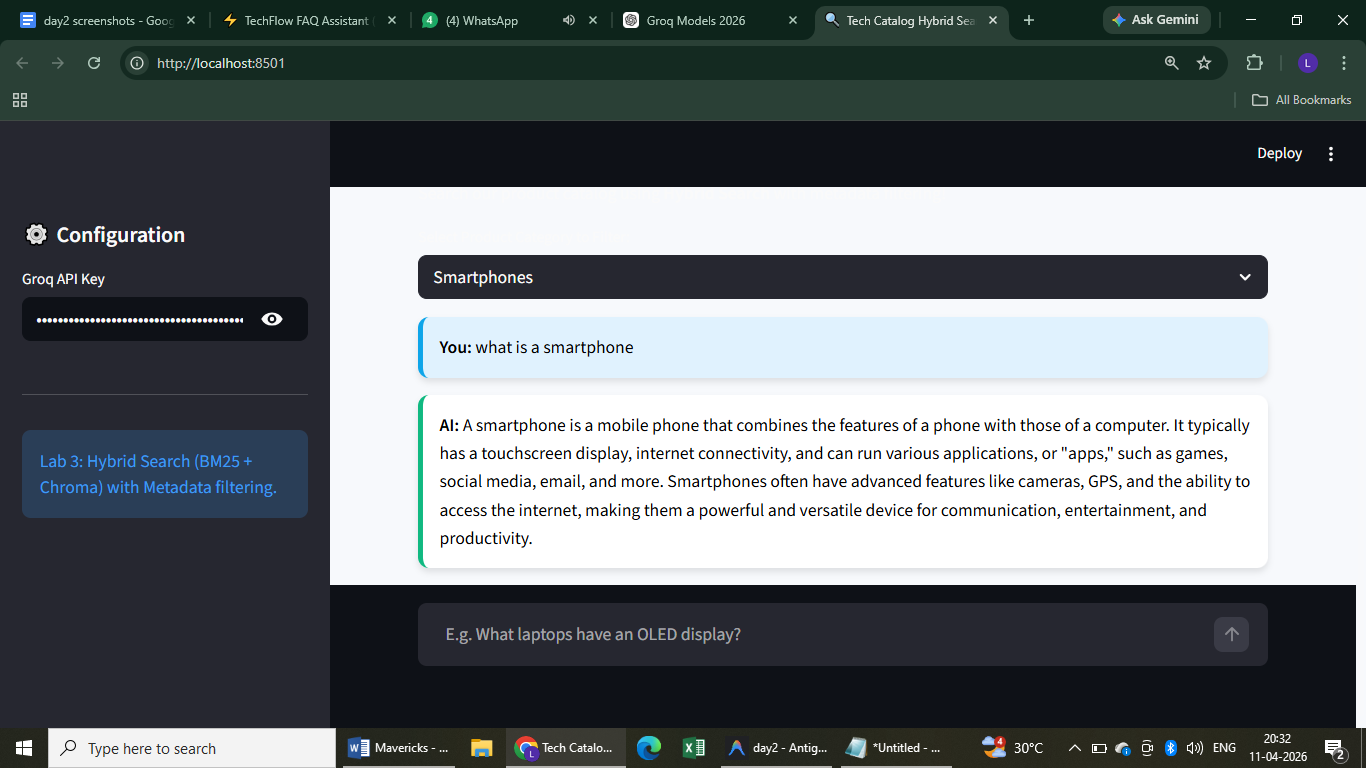 day2 screenshots - Goog
TechFlow FAQ Assistant (
4
(4) WhatsApp
Groq Models 2026
Tech Catalog Hybrid Sea
Ask Gemini
http://localhost:8501
L
All Bookmarks
Deploy
Configuration
Groq API Key
Lab 3: Hybrid Search (BM25 +
Chroma) with Metadata filtering.
Smartphones
You: what is a smartphone
AI: A smartphone is a mobile phone that combines the features of a phone with those of a computer. It typically
has a touchscreen display, internet connectivity, and can run various applications, or "apps," such as games,
social media, email, and more. Smartphones often have advanced features like cameras, GPS, and the ability to
access the internet, making them a powerful and versatile device for communication, entertainment, and
productivity.
E.g. What laptops have an OLED display?
Type here to search
Mavericks - ...
Tech Catalo...
day2 - Antig...
*Untitled - ...
4
30°C
ENG
20:32
11-04-2026
2